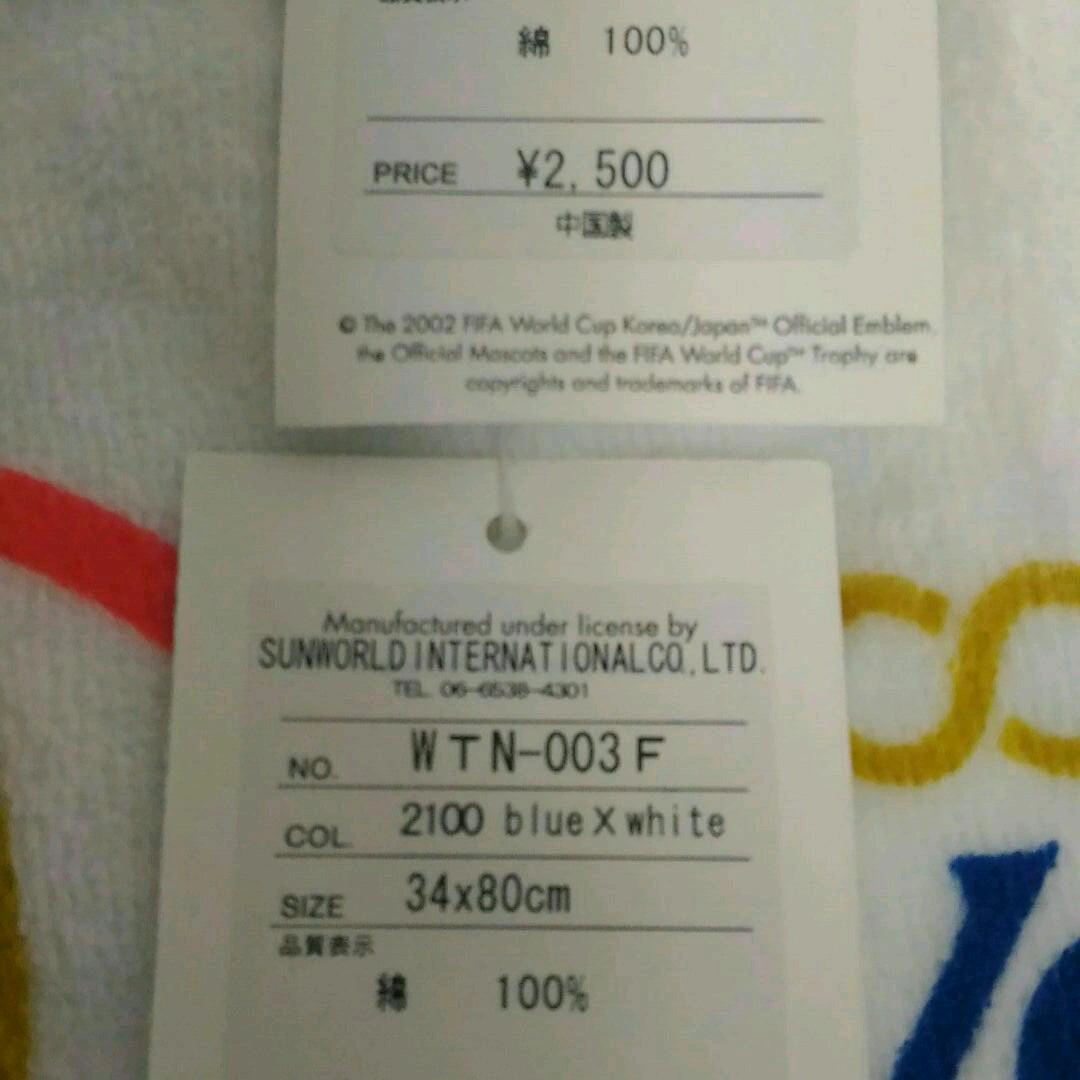 綿 100%
PRICE ¥2,500
中国製
© The 2002 FIFA World Cup Korea/Japan™ Official Emblem,
the Official Mascots and the FIFA World Cup™ Trophy are
copyrights and trademarks of FIFA.
Manufactured under license by
SUNWORLD INTERNATIONAL CO., LTD.
TEL. 06-6538-4301
NO. WTN-003F
COL. 2100 blue X white
SIZE 34x80cm
品質表示
綿 100%